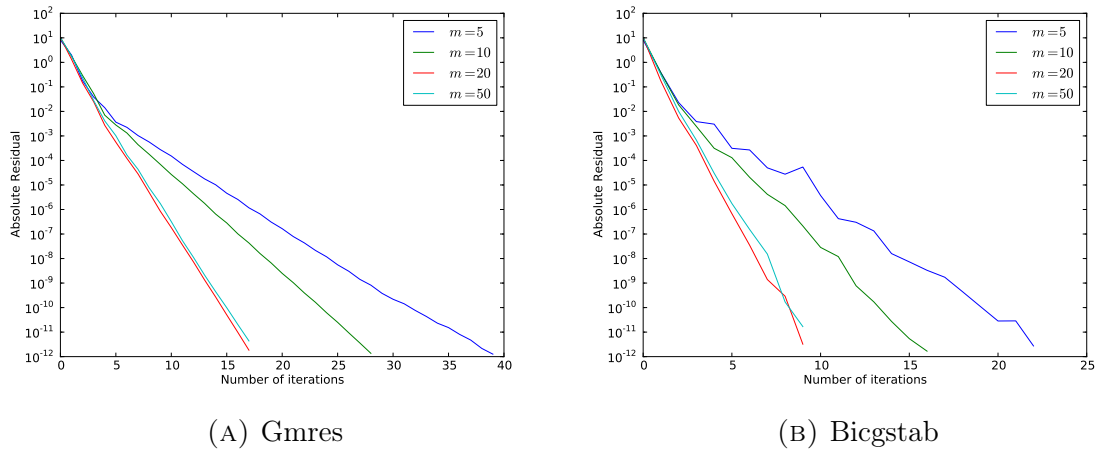 10^2
10^1
10^0
10^-1
10^-2
10^-3
10^-4
10^-5
10^-6
10^-7
10^-8
10^-9
10^-10
10^-11
10^-12
Absolute Residual
0 5 10 15 20 25 30 35 40
Number of iterations
m=5
m=10
m=20
m=50
(A) Gmres
10^2
10^1
10^0
10^-1
10^-2
10^-3
10^-4
10^-5
10^-6
10^-7
10^-8
10^-9
10^-10
10^-11
10^-12
Absolute Residual
0 5 10 15 20 25
Number of iterations
m=5
m=10
m=20
m=50
(B) Bicgstab